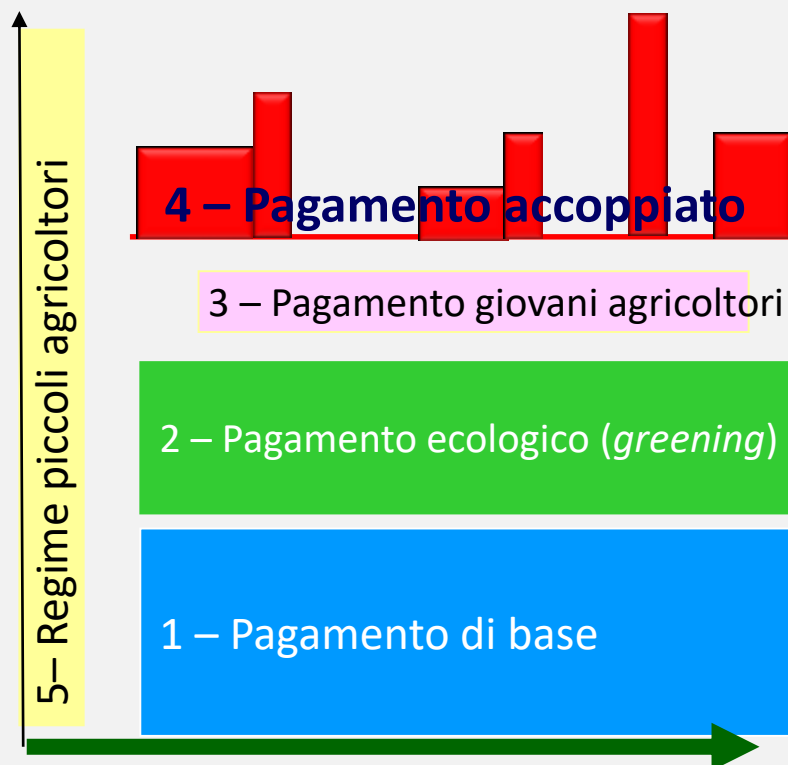 4 – Pagamento accoppiato
3 – Pagamento giovani agricoltori
2 – Pagamento ecologico (greening)
1 – Pagamento di base
5– Regime piccoli agricoltori